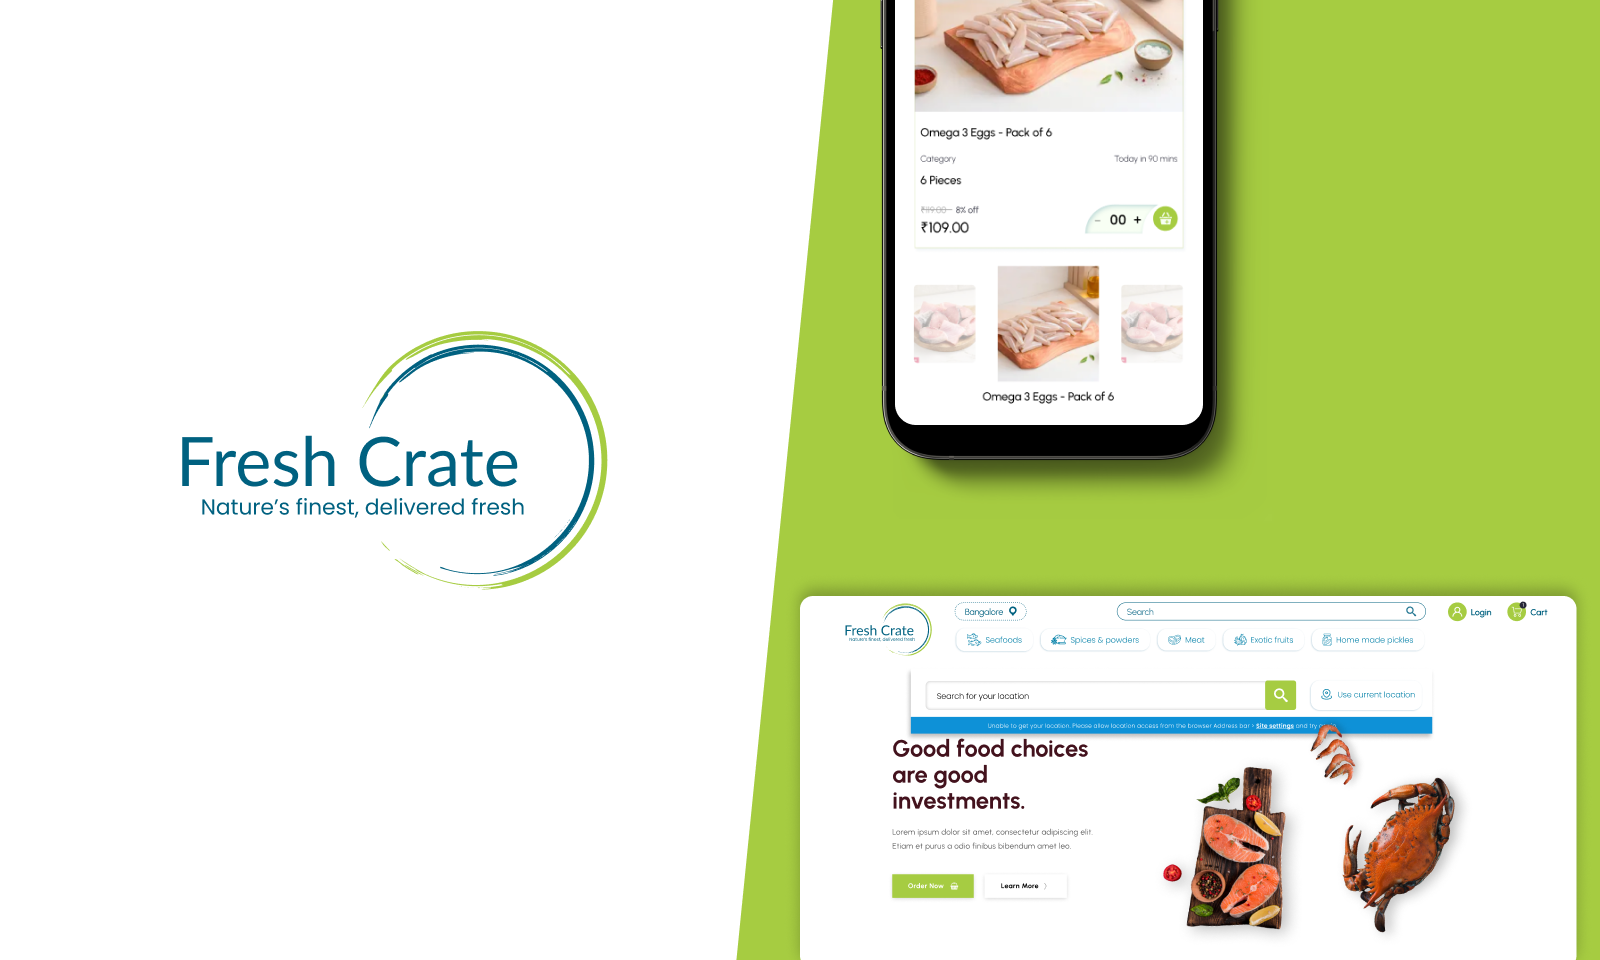 Fresh Crate
Nature's finest, delivered fresh
Omega 3 Eggs - Pack of 6
Category
Today in 90 mins
6 Pieces
₹119.00 8% off
₹109.00
- 00 +
Omega 3 Eggs - Pack of 6
Fresh Crate
nature's finest, delivered fresh
Bangalore
Search
Login
Cart
Seafoods
Spices & powders
Meat
Exotic fruits
Home made pickles
Search for your location
Use current location
Unable to get your location. Please allow location access from the browser Address bar > Site settings and try
Good food choices
are good
investments.
Lorem ipsum dolor sit amet, consectetur adipiscing elit.
Etiam et purus a odio finibus bibendum amet leo.
Order Now
Learn More